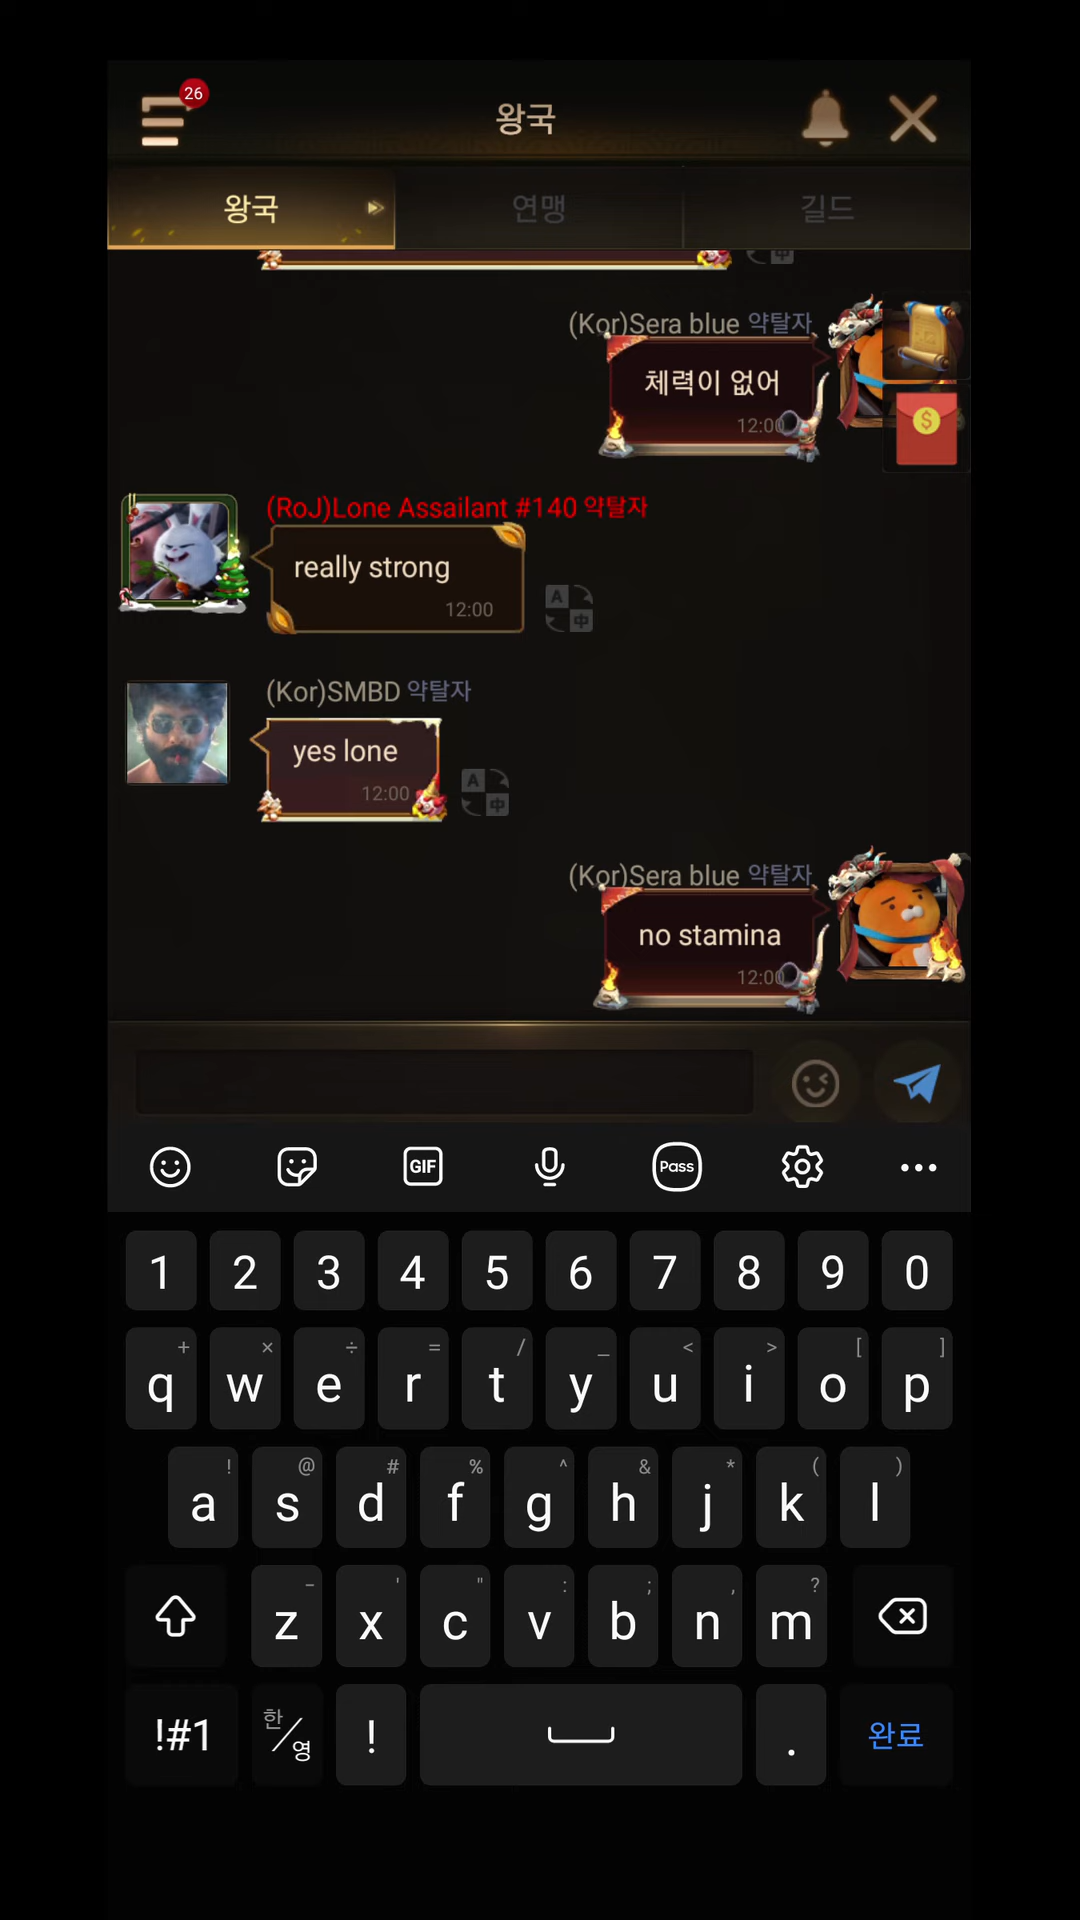 26
왕국
왕국
연맹
길드
(Kor)Sera blue 약탈자
체력이 없어
12:00
$
(RoJ)Lone Assailant #140 약탈자
really strong
12:00
A
中
(Kor)SMBD 약탈자
yes lone
12:00
A
中
(Kor)Sera blue 약탈자
no stamina
12:00
GIF
Pass
1 2 3 4 5 6 7 8 9 0
+ × ÷ = / _ < > [ ]
q w e r t y u i o p
! @ # % ^ & * ( )
a s d f g h j k l
- ' " : ; , ?
z x c v b n m
!#1 한/영 ! . 완료